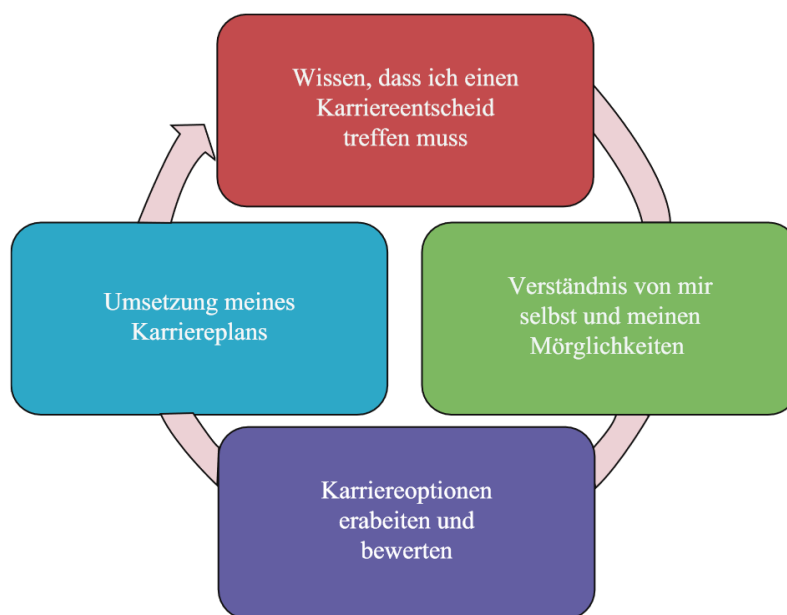 Wissen, dass ich einen
Karriereentscheid
treffen muss
Verständnis von mir
selbst und meinen
Mörglichkeiten
Karriereoptionen
erabeiten und
bewerten
Umsetzung meines
Karriereplans